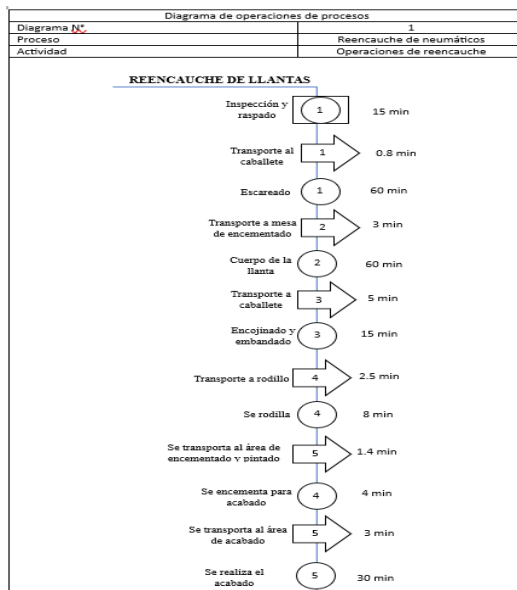 Diagrama de operaciones de procesos
Diagrama N° 1
Proceso Reencauche de neumáticos
Actividad Operaciones de reencauche
REENCAUCHE DE LLANTAS
Inspección y
raspado 1 15 min
Transporte al
caballete 1 0.8 min
Escareado 1 60 min
Transporte a mesa
de encementado 2 3 min
Cuerpo de la
llanta 2 60 min
Transporte a
caballete 3 5 min
Encojinado y
embandado 3 15 min
Transporte a rodillo 4 2.5 min
Se rodilla 4 8 min
Se transporta al área de
encementado y pintado 5 1.4 min
Se encementa para
acabado 4 4 min
Se transporta al área
de acabado 5 3 min
Se realiza el
acabado 5 30 min